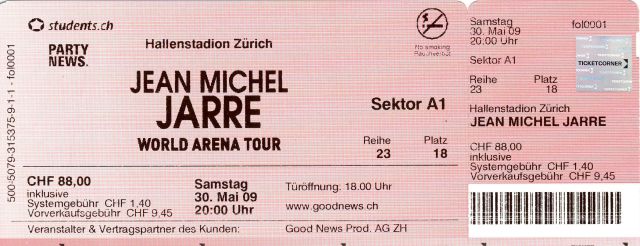 students.ch
PARTY
NEWS.
Hallenstadion Zürich
No smoking
Rauchverbot
JEAN MICHEL
JARRE
WORLD ARENA TOUR
Sektor A1
Reihe Platz
23 18
500-5079-315375-9-1-1 - fol0001
CHF 88,00
inklusive
Systemgebühr CHF 1,40
Vorverkaufsgebühr CHF 9,45
Samstag
30. Mai 09
20:00 Uhr
Türöffnung: 18.00 Uhr
www.goodnews.ch
Veranstalter & Vertragspartner des Kunden: Good News Prod. AG ZH
Samstag fol0001
30. Mai 09
20:00 Uhr
TICKETCORNER
Sektor A1
Reihe Platz
23 18
Hallenstadion Zürich
JEAN MICHEL JARRE
CHF 88,00
inklusive
Systemgebühr CHF 1,40
Vorverkaufsgebühr CHF 9,45